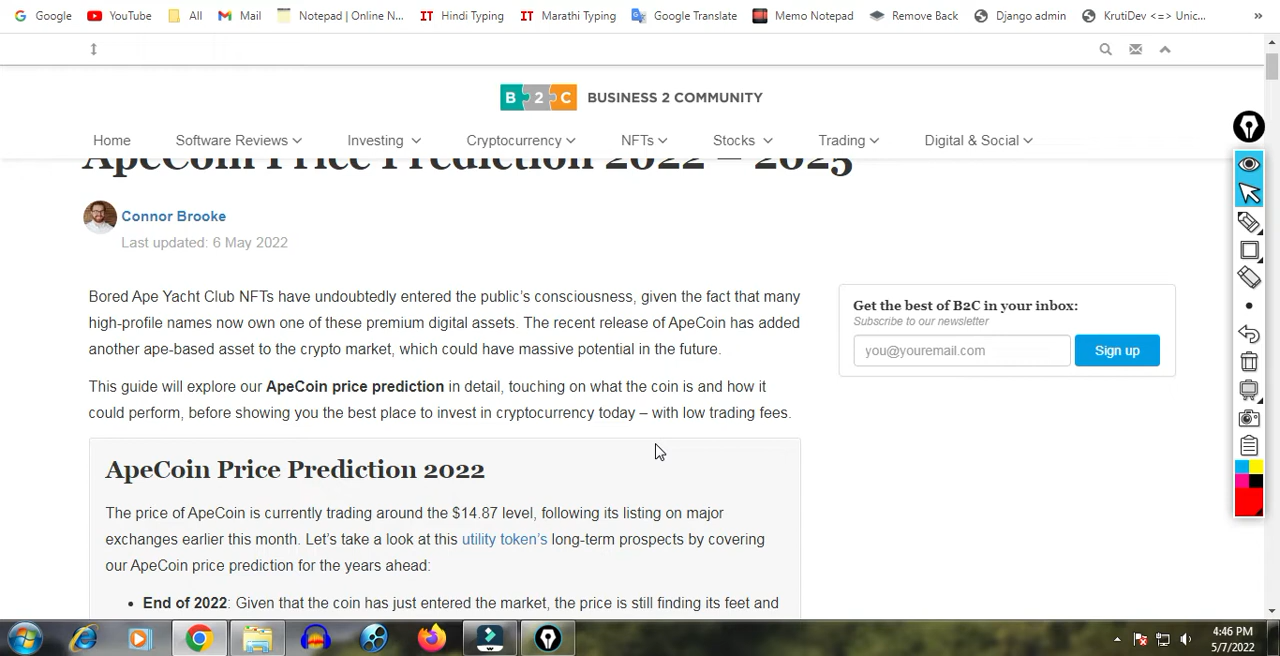 Google
YouTube
All
Mail
Notepad | Online N...
IT Hindi Typing
IT Marathi Typing
Google Translate
Memo Notepad
Remove Back
Django admin
KrutiDev <=> Unic...
»
B 2 C BUSINESS 2 COMMUNITY
Home
Software Reviews
Investing
Cryptocurrency
NFTs
Stocks
Trading
Digital & Social
ApeCoin Price Prediction 2022 – 2025
Connor Brooke
Last updated: 6 May 2022
Bored Ape Yacht Club NFTs have undoubtedly entered the public's consciousness, given the fact that many
high-profile names now own one of these premium digital assets. The recent release of ApeCoin has added
another ape-based asset to the crypto market, which could have massive potential in the future.
This guide will explore our ApeCoin price prediction in detail, touching on what the coin is and how it
could perform, before showing you the best place to invest in cryptocurrency today – with low trading fees.
Get the best of B2C in your inbox:
Subscribe to our newsletter
you@youremail.com
Sign up
ApeCoin Price Prediction 2022
The price of ApeCoin is currently trading around the $14.87 level, following its listing on major
exchanges earlier this month. Let's take a look at this utility token's long-term prospects by covering
our ApeCoin price prediction for the years ahead:
• End of 2022: Given that the coin has just entered the market, the price is still finding its feet and
4:46 PM
5/7/2022